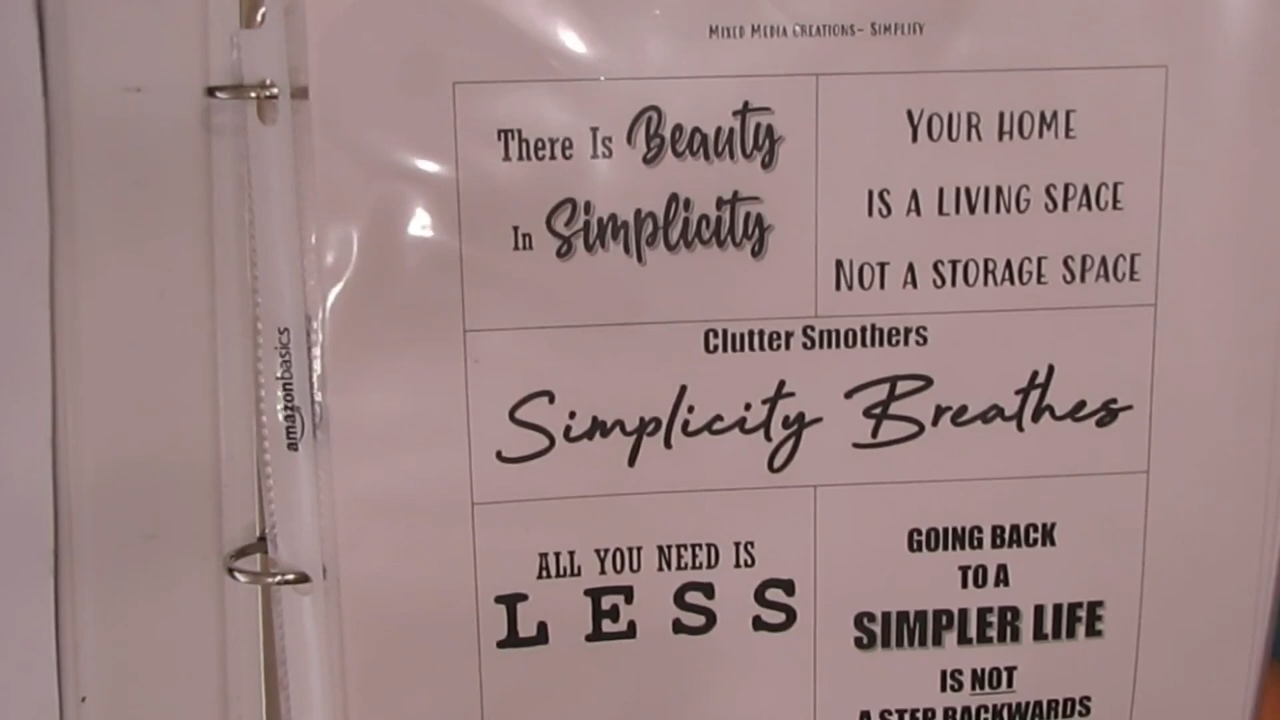 Mixed Media Creations- Simplify
There Is Beauty
In Simplicity
YOUR HOME
IS A LIVING SPACE
NOT A STORAGE SPACE
Clutter Smothers
Simplicity Breathes
ALL YOU NEED IS
LESS
GOING BACK
TO A
SIMPLER LIFE
IS NOT
A STEP BACKWARDS
amazonbasics